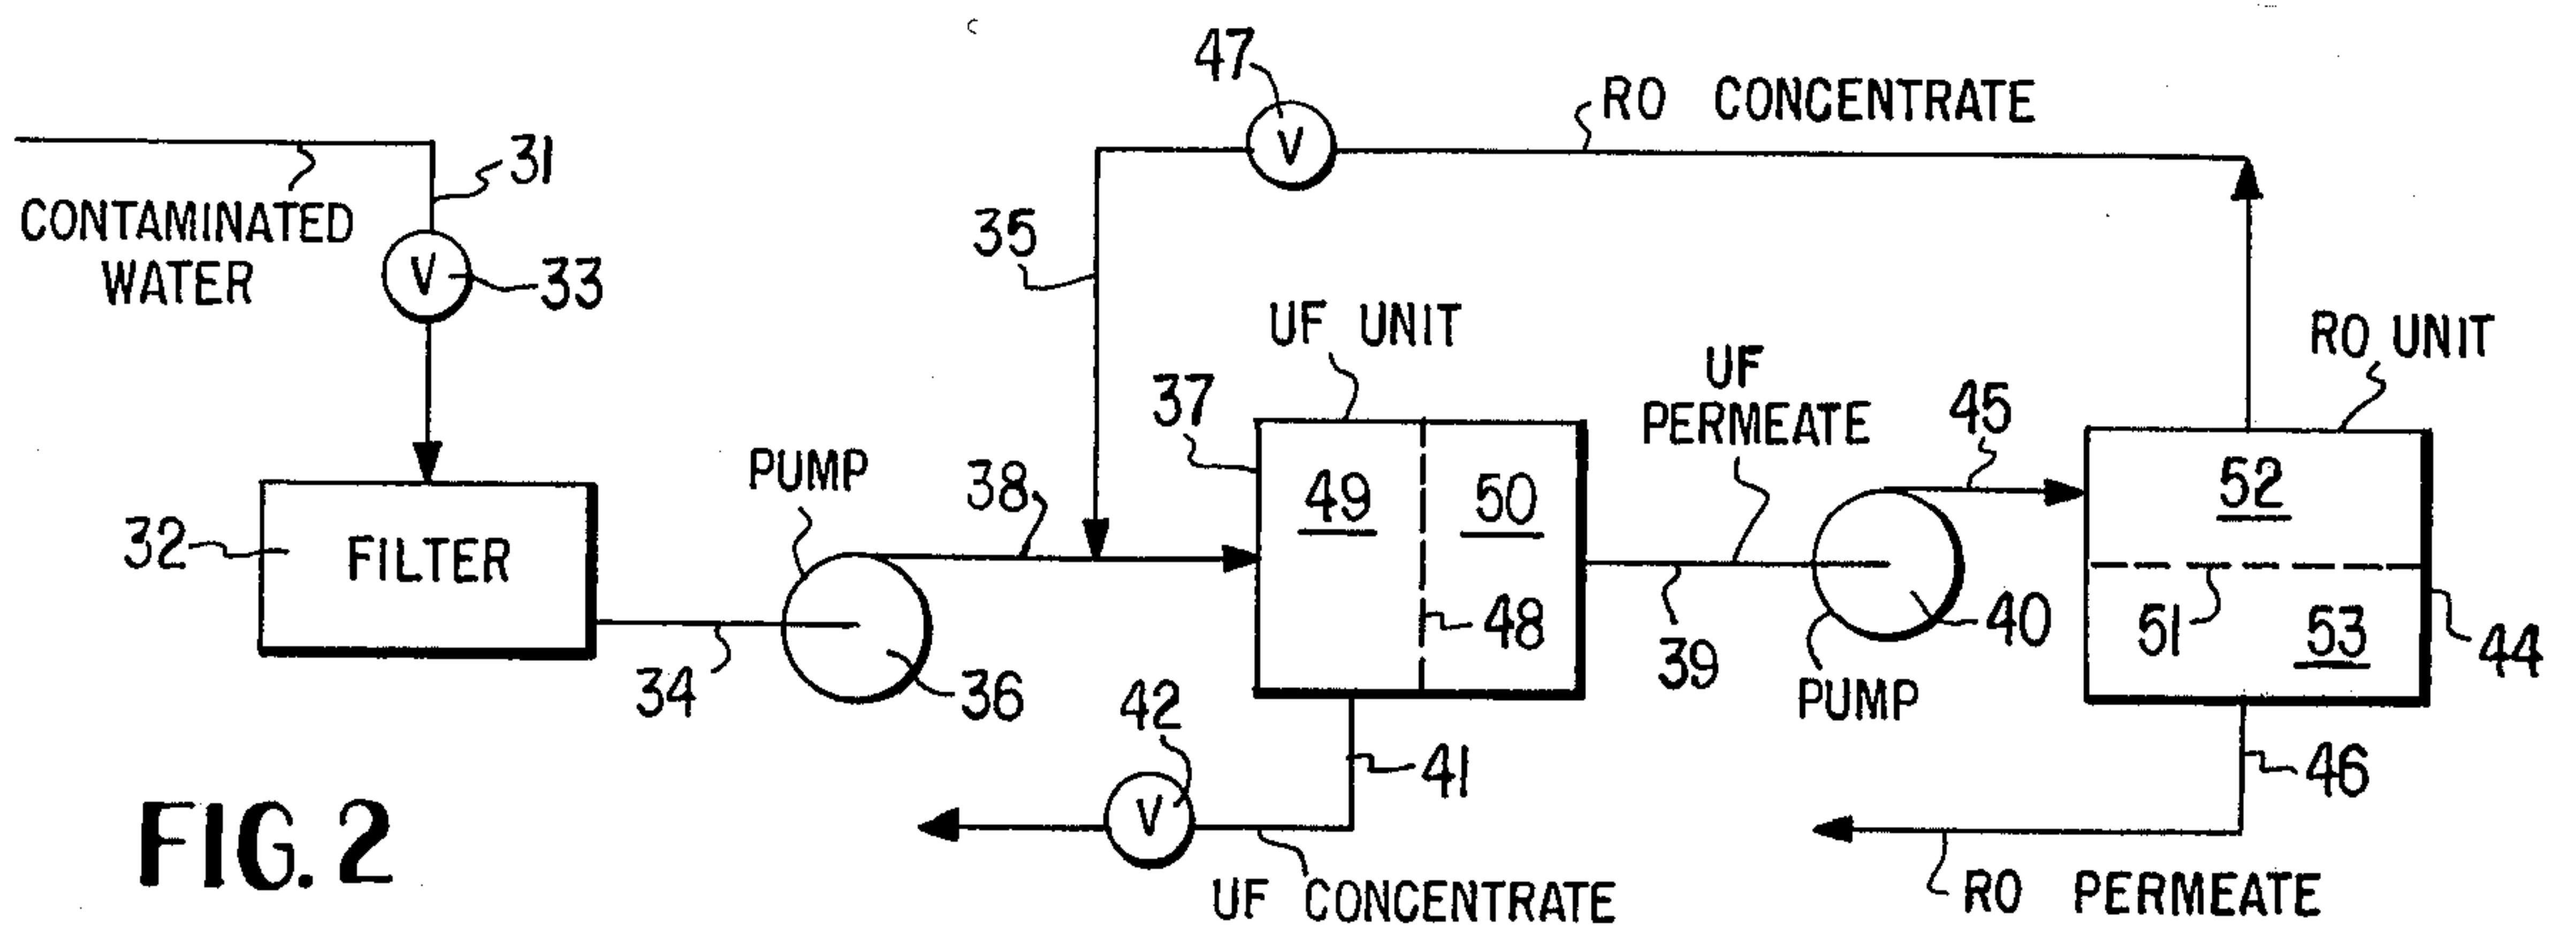 47
RO CONCENTRATE
31
CONTAMINATED
WATER
V
33
V
35
UF UNIT
RO UNIT
37
UF
PERMEATE
45
PUMP
38
49
50
52
32
FILTER
48
40
51
53
44
34
36
39
PUMP
42
41
46
V
FIG. 2
UF CONCENTRATE
RO PERMEATE